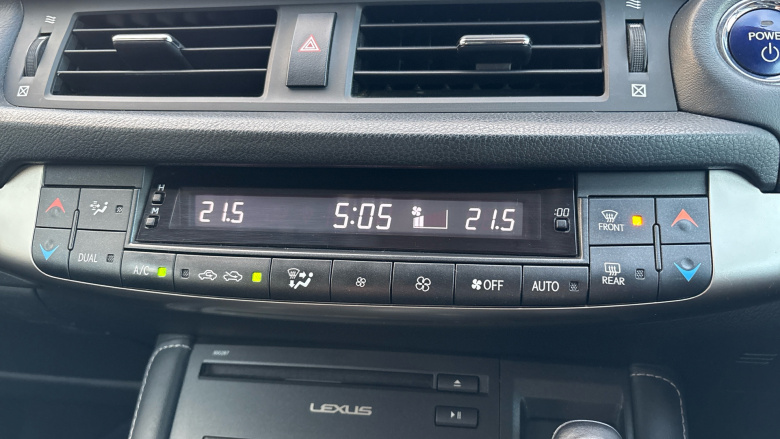 POWER
H
M
21.5
5:05
21.5
:00
FRONT
DUAL
A/C
OFF
AUTO
REAR
LEXUS